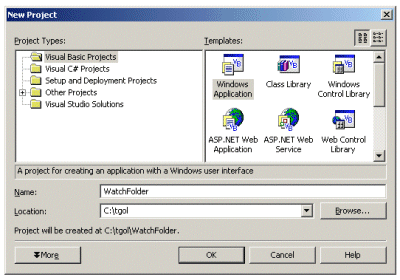 New Project
Project Types:
Templates:
Visual Basic Projects
Visual C# Projects
Setup and Deployment Projects
Other Projects
Visual Studio Solutions
Windows
Application
Class Library
Windows
Control Library
ASP.NET Web
Application
ASP.NET Web
Service
Web Control
Library
A project for creating an application with a Windows user interface
Name:
WatchFolder
Location:
C:\tgol
Browse...
Project will be created at C:\tgol\WatchFolder.
More
OK
Cancel
Help